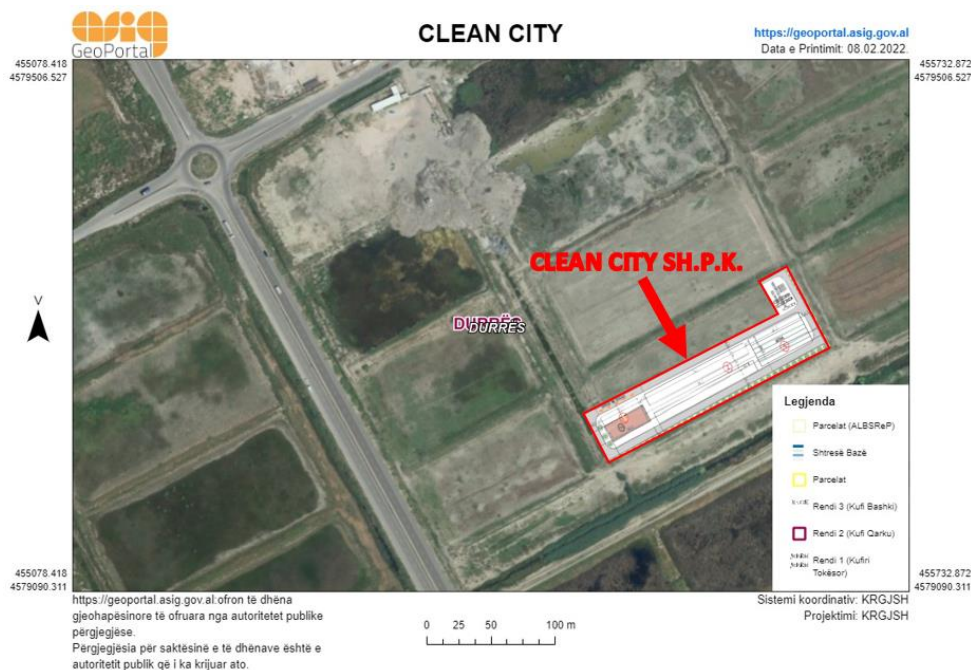 asig
GeoPortal
CLEAN CITY
https://geoportal.asig.gov.al
Data e Printimit: 08.02.2022.
455078.418
4579506.527
455732.872
4579506.527
CLEAN CITY SH.P.K.
DURRËS
DURRËS
Legjenda
Parcelat (ALBSReP)
Shtresë Bazë
Parcelat
Rendi 3 (Kufi Bashki)
Rendi 2 (Kufi Qarku)
Rendi 1 (Kufiri
Tokësor)
455078.418
4579090.311
455732.872
4579090.311
https://geoportal.asig.gov.al:ofron të dhëna
gjeohapësinore të ofruara nga autoritetet publike
përgjegjëse.
Përgjegjësia për saktësinë e të dhënave është e
autoritetit publik që i ka krijuar ato.
0 25 50 100 m
Sistemi koordinativ: KRGJSH
Projektimi: KRGJSH